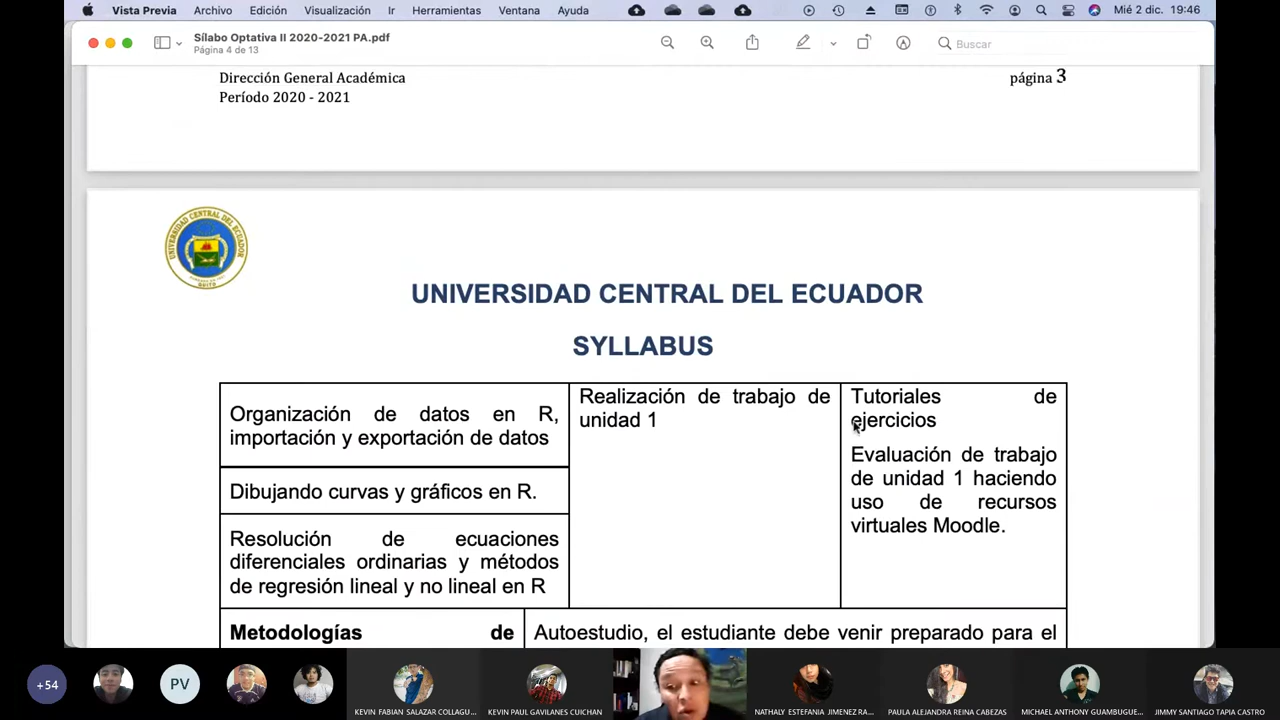 Vista Previa Archivo Edición Visualización Ir Herramientas Ventana Ayuda Mié 2 dic. 19:46
Sílabo Optativa II 2020-2021 PA.pdf
Página 4 de 13
Buscar
Dirección General Académica página 3
Período 2020 - 2021
UNIVERSIDAD CENTRAL DEL ECUADOR
QUITO
UNIVERSIDAD CENTRAL DEL ECUADOR
SYLLABUS
Organización de datos en R,
importación y exportación de datos
Dibujando curvas y gráficos en R.
Resolución de ecuaciones
diferenciales ordinarias y métodos
de regresión lineal y no lineal en R
Realización de trabajo de
unidad 1
Tutoriales de
ejercicios
Evaluación de trabajo
de unidad 1 haciendo
uso de recursos
virtuales Moodle.
Metodologías de
Autoestudio, el estudiante debe venir preparado para el
+54
PV
KEVIN FABIAN SALAZAR COLLAGU...
KEVIN PAUL GAVILANES CUICHAN
NATHALY ESTEFANIA JIMENEZ RA...
PAULA ALEJANDRA REINA CABEZAS
MICHAEL ANTHONY GUAMBUGUE...
JIMMY SANTIAGO TAPIA CASTRO